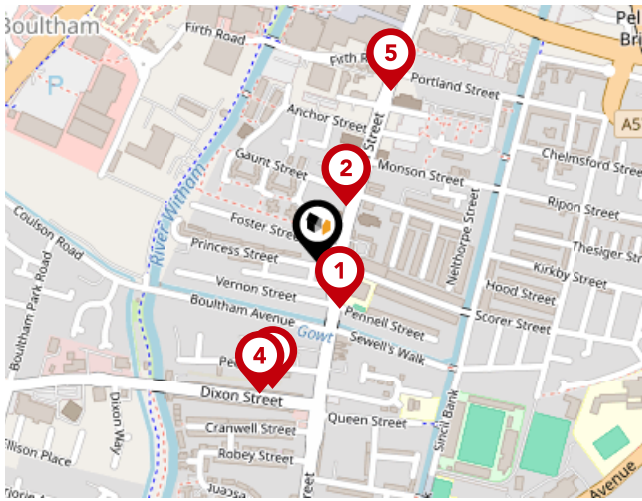 Boultham
Firth Road
Firth R
Pel
Bri
P
5
Portland Street
A5
Anchor Street
Street
2
Gaunt Street
Monson Street
Chelmsford Street
Ripon Street
River Witham
Coulson Road
Foster Stree
Princess Street
Nelthorpe Street
Thesiger Street
1
Kirkby Street
Vernon Street
Hood Street
Boultham Park Road
Boultham Avenue
Gowt
Pennell Street
Scorer Street
Sewell's Walk
4
Pe
Dixon Street
Dixon Way
Queen Street
Sincil Bank
Cranwell Street
Robey Street
Street
Avenue